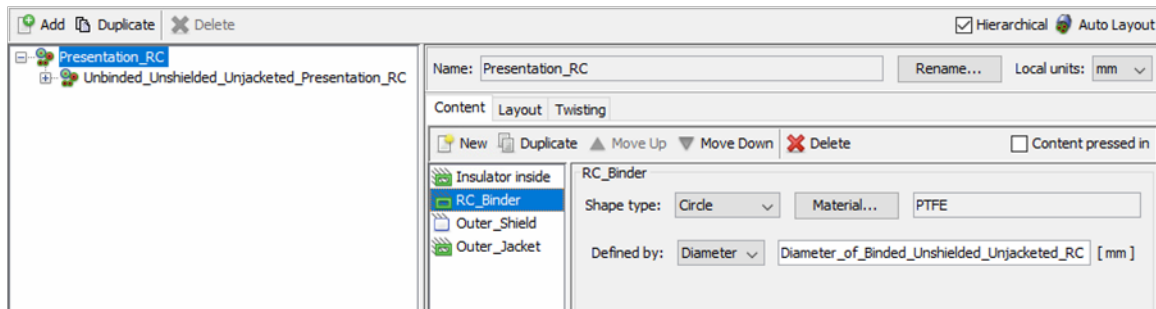 Add Duplicate Delete Hierarchical Auto Layout
Presentation_RC
Unbinded_Unshielded_Unjacketed_Presentation_RC
Name: Presentation_RC Rename... Local units: mm
Content Layout Twisting
New Duplicate Move Up Move Down Delete Content pressed in
Insulator inside
RC_Binder
Outer_Shield
Outer_Jacket
RC_Binder
Shape type: Circle Material... PTFE
Defined by: Diameter Diameter_of_Binded_Unshielded_Unjacketed_RC [ mm ]